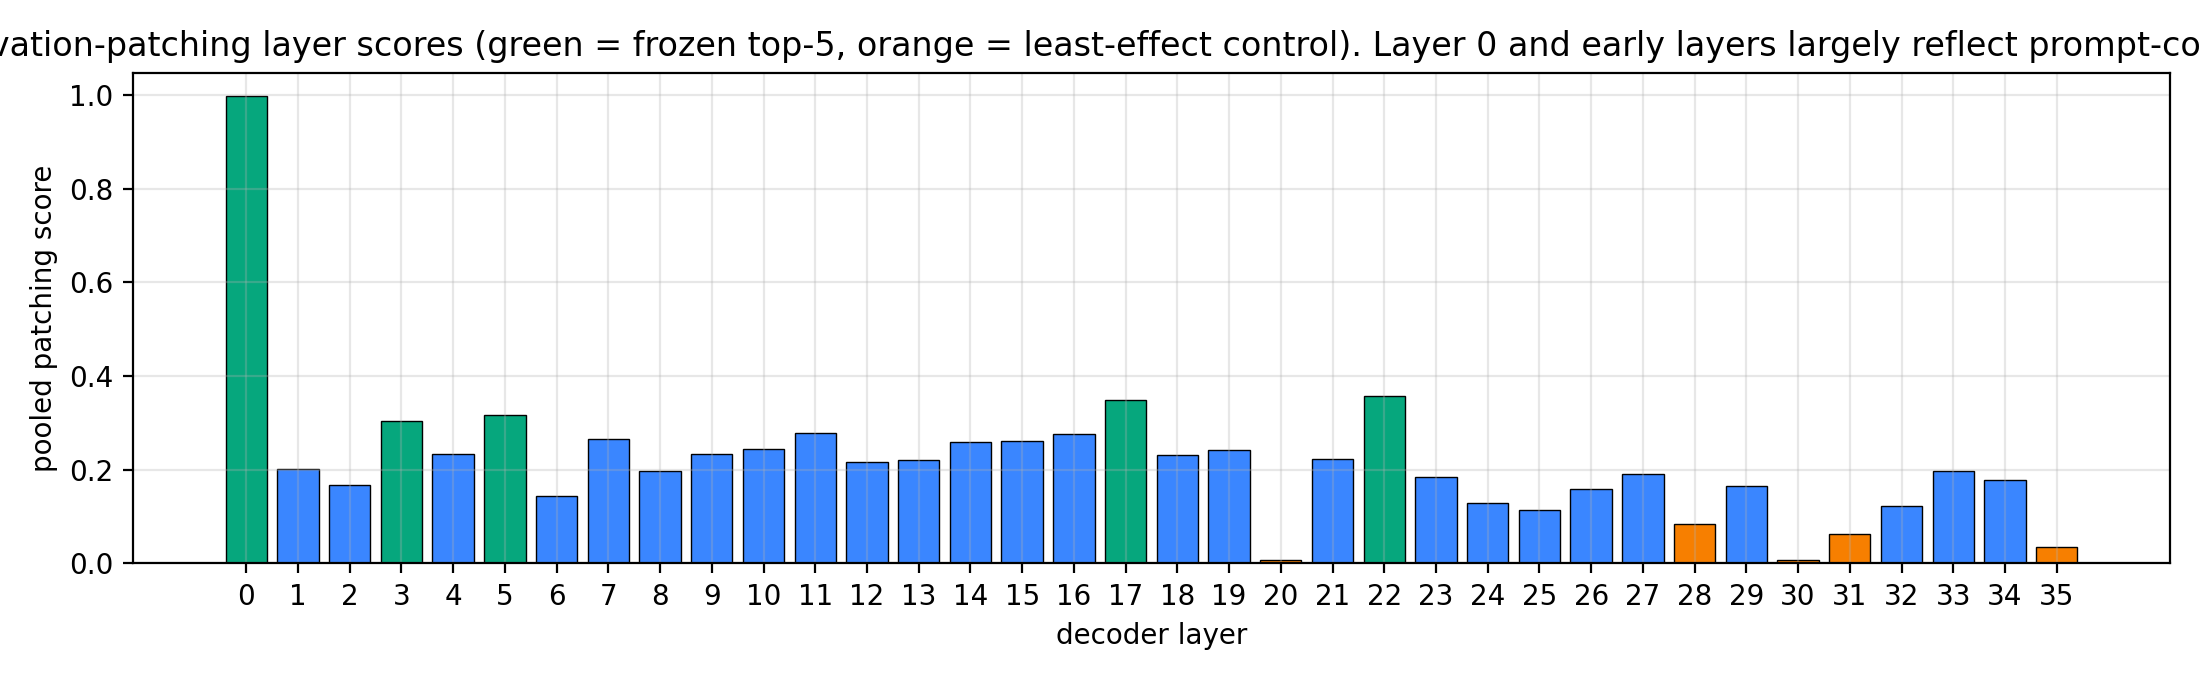 vation-patching layer scores (green = frozen top-5, orange = least-effect control). Layer 0 and early layers largely reflect prompt-co
1.0
0.8
0.6
0.4
0.2
0.0
pooled patching score
0 1 2 3 4 5 6 7 8 9 10 11 12 13 14 15 16 17 18 19 20 21 22 23 24 25 26 27 28 29 30 31 32 33 34 35
decoder layer